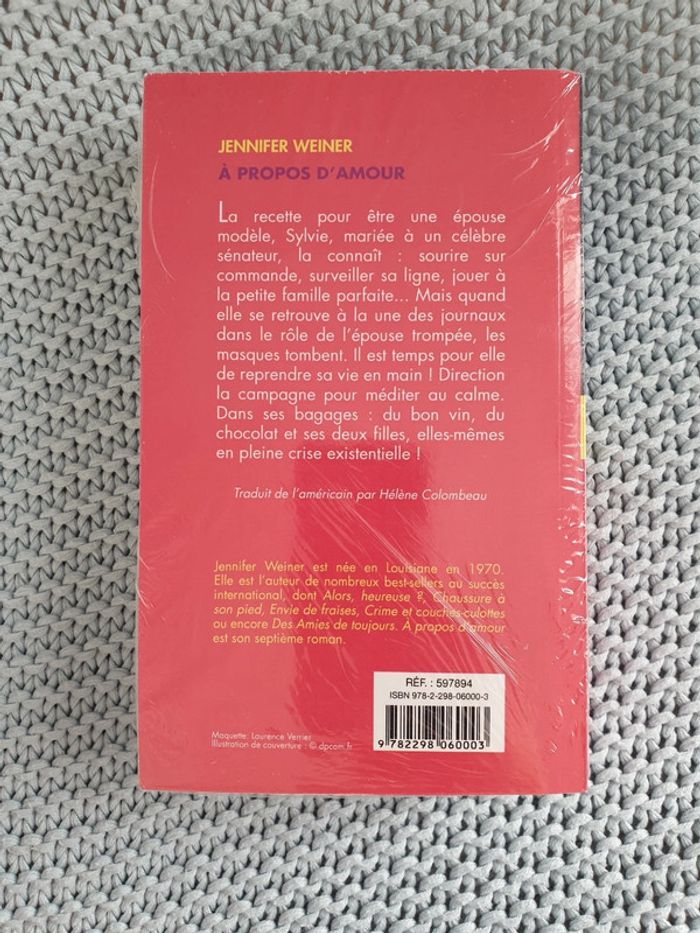 JENNIFER WEINER
À PROPOS D'AMOUR
La recette pour être une épouse
modèle, Sylvie, mariée à un célèbre
sénateur, la connaît : sourire sur
commande, surveiller sa ligne, jouer à
la petite famille parfaite... Mais quand
elle se retrouve à la une des journaux
dans le rôle de l'épouse trompée, les
masques tombent. Il est temps pour elle
de reprendre sa vie en main ! Direction
la campagne pour méditer au calme.
Dans ses bagages : du bon vin, du
chocolat et ses deux filles, elles-mêmes
en pleine crise existentielle !
Traduit de l'américain par Hélène Colombeau
Jennifer Weiner est née en Louisiane en 1970.
Elle est l'auteur de nombreux best-sellers au succès
international, dont Alors, heureuse ?, Chaussure à
son pied, Envie de fraises, Crime et couches-culottes
ou encore Des Amies de toujours. À propos d'amour
est son septième roman.
RÉF. : 597894
ISBN 978-2-298-06000-3
9 782298 060003
Maquette: Laurence Verrier
Illustration de couverture : © dpcom.fr